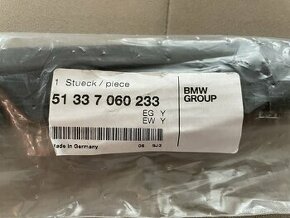 1 Stueck / piece
51 33 7 060 233
BMW
GROUP
EG Y
EW Y
Made in Germany